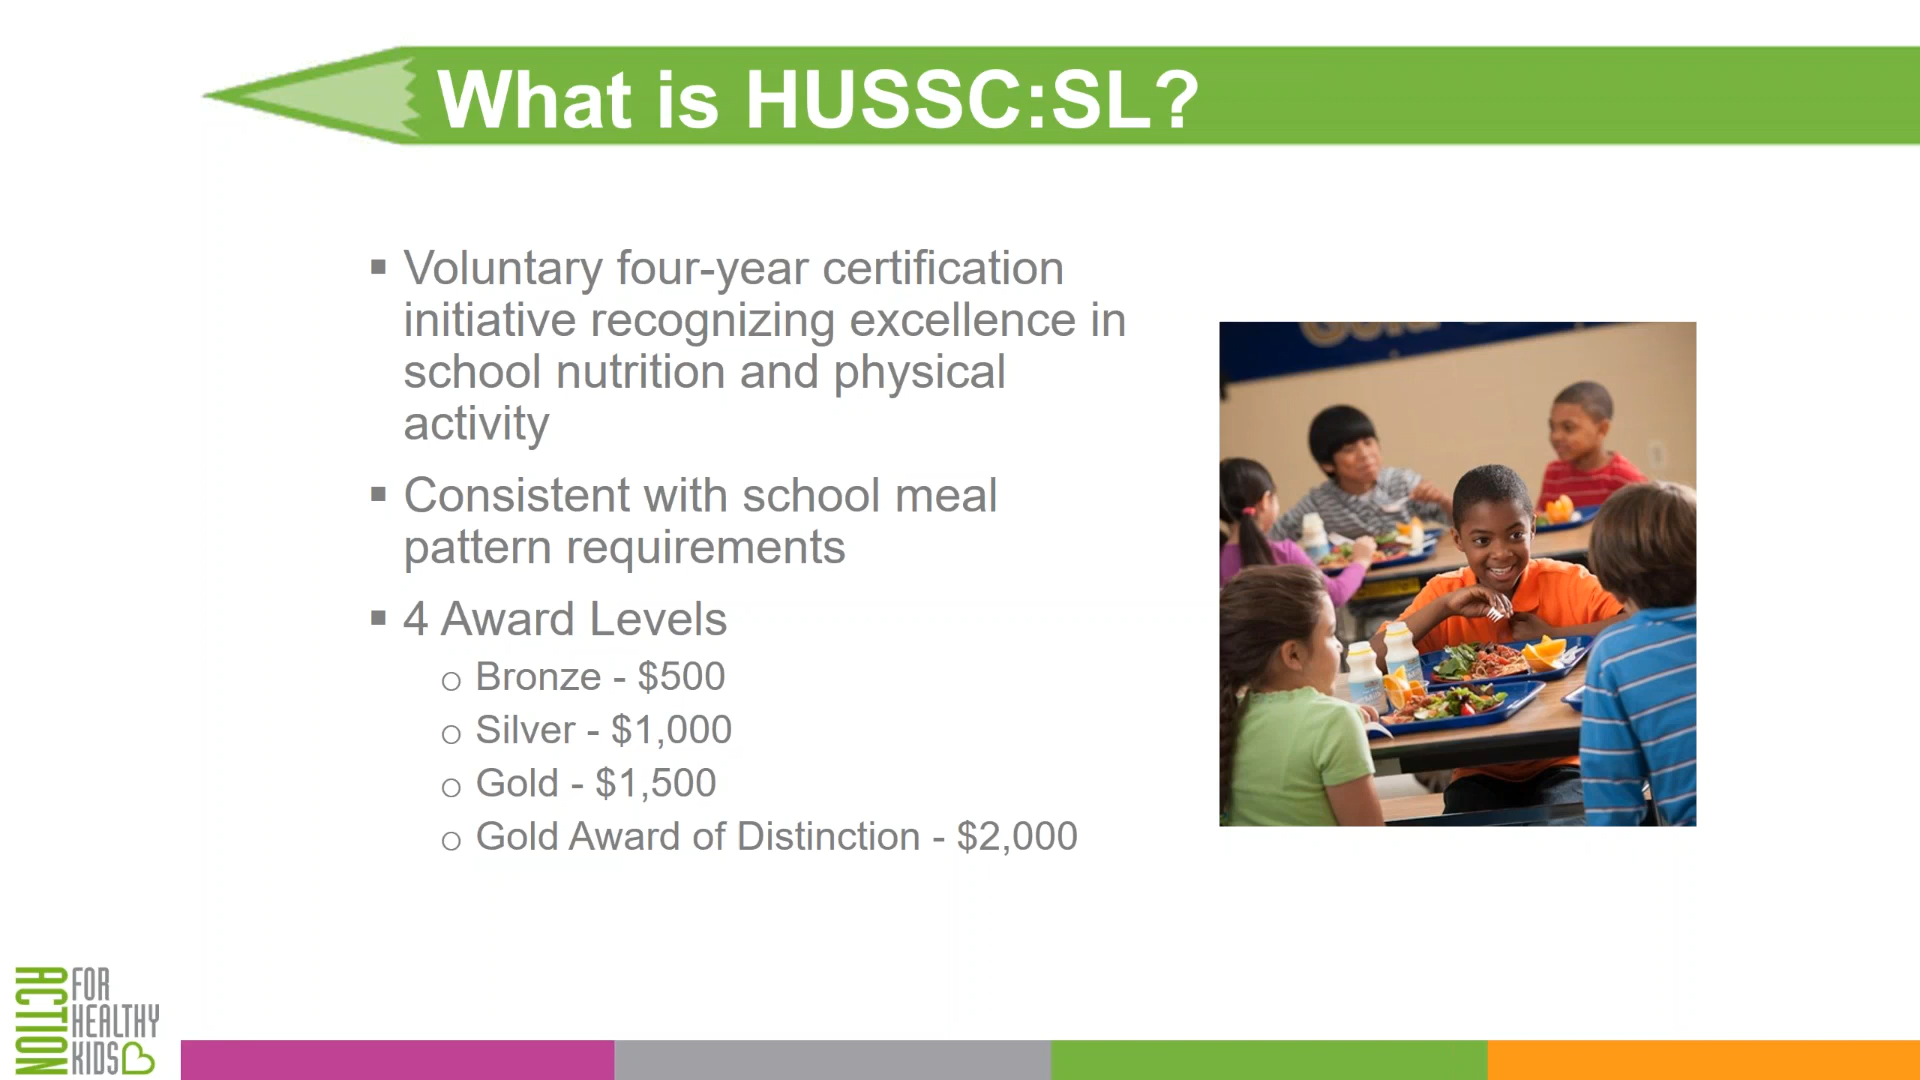 What is HUSSC:SL?
▪ Voluntary four-year certification
initiative recognizing excellence in
school nutrition and physical
activity
▪ Consistent with school meal
pattern requirements
▪ 4 Award Levels
o Bronze - $500
o Silver - $1,000
o Gold - $1,500
o Gold Award of Distinction - $2,000
ACTION
FOR
HEALTHY
KIDS